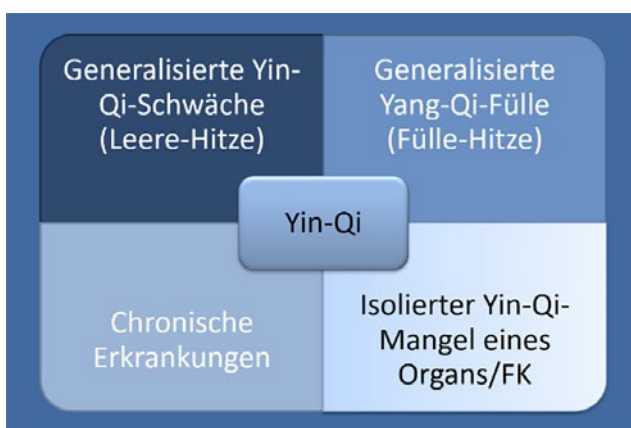 Generalisierte Yin-
Qi-Schwäche
(Leere-Hitze)
Generalisierte
Yang-Qi-Fülle
(Fülle-Hitze)
Yin-Qi
Chronische
Erkrankungen
Isolierter Yin-Qi-
Mangel eines
Organs/FK